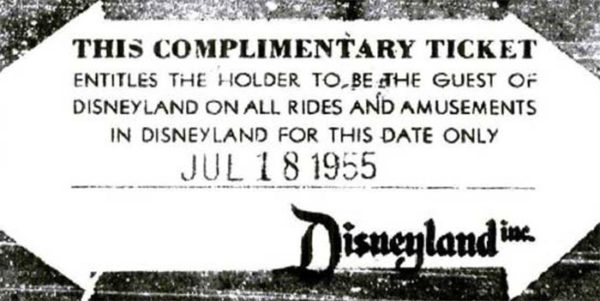 THIS COMPLIMENTARY TICKET
ENTITLES THE HOLDER TO BE THE GUEST OF
DISNEYLAND ON ALL RIDES AND AMUSEMENTS
IN DISNEYLAND FOR THIS DATE ONLY
JUL 18 1955
Disneyland inc.